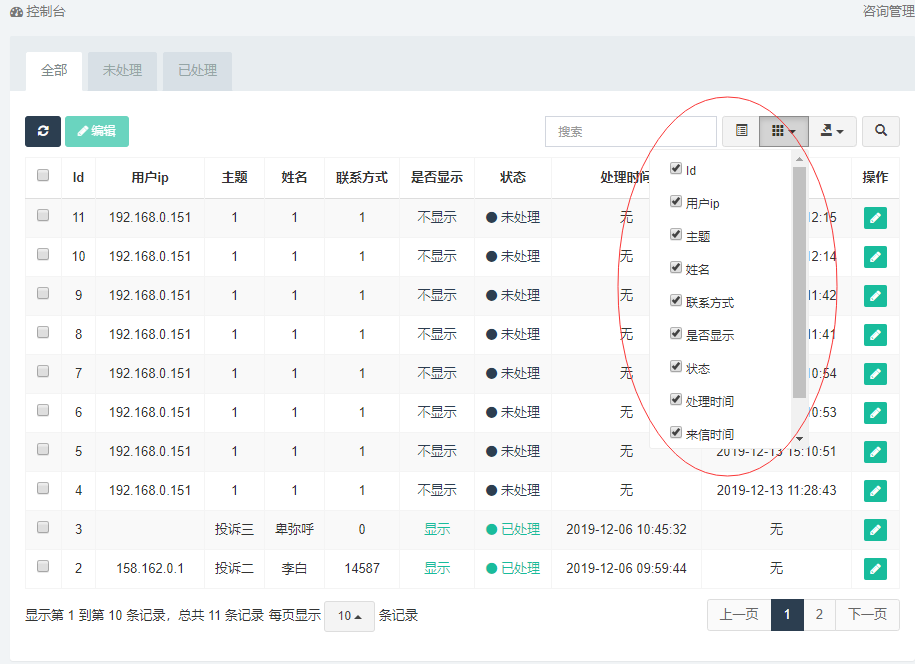 控制台 咨询管理
全部 未处理 已处理
编辑 搜索
Id 用户ip 主题 姓名 联系方式 是否显示 状态 处理时间 操作
Id
用户ip
主题
姓名
联系方式
是否显示
状态
处理时间
来信时间
11 192.168.0.151 1 1 1 不显示 未处理 无 2:15
10 192.168.0.151 1 1 1 不显示 未处理 无 2:14
9 192.168.0.151 1 1 1 不显示 未处理 无 1:42
8 192.168.0.151 1 1 1 不显示 未处理 无 1:41
7 192.168.0.151 1 1 1 不显示 未处理 无 0:54
6 192.168.0.151 1 1 1 不显示 未处理 无 0:53
5 192.168.0.151 1 1 1 不显示 未处理 无 2019-12-13 15:10:51
4 192.168.0.151 1 1 1 不显示 未处理 无 2019-12-13 11:28:43
3 投诉三 卑弥呼 0 显示 已处理 2019-12-06 10:45:32 无
2 158.162.0.1 投诉二 李白 14587 显示 已处理 2019-12-06 09:59:44 无
显示第 1 到第 10 条记录，总共 11 条记录 每页显示 10 条记录 上一页 1 2 下一页